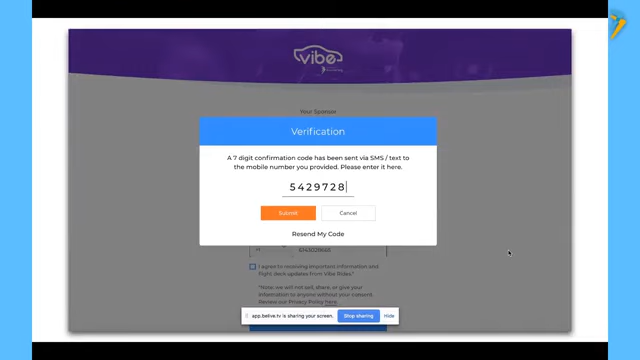 vibe
Your Sponsor
Verification
A 7 digit confirmation code has been sent via SMS / text to
the mobile number you provided. Please enter it here.
5429728
Submit
Cancel
Resend My Code
+1
I agree to receiving important information and
flight deck updates from Vibe Rides.*
*Note: we will not sell, share, or give your
information to anyone without your consent.
Review our Privacy Policy here.
app.belive.tv is sharing your screen.
Stop sharing
Hide